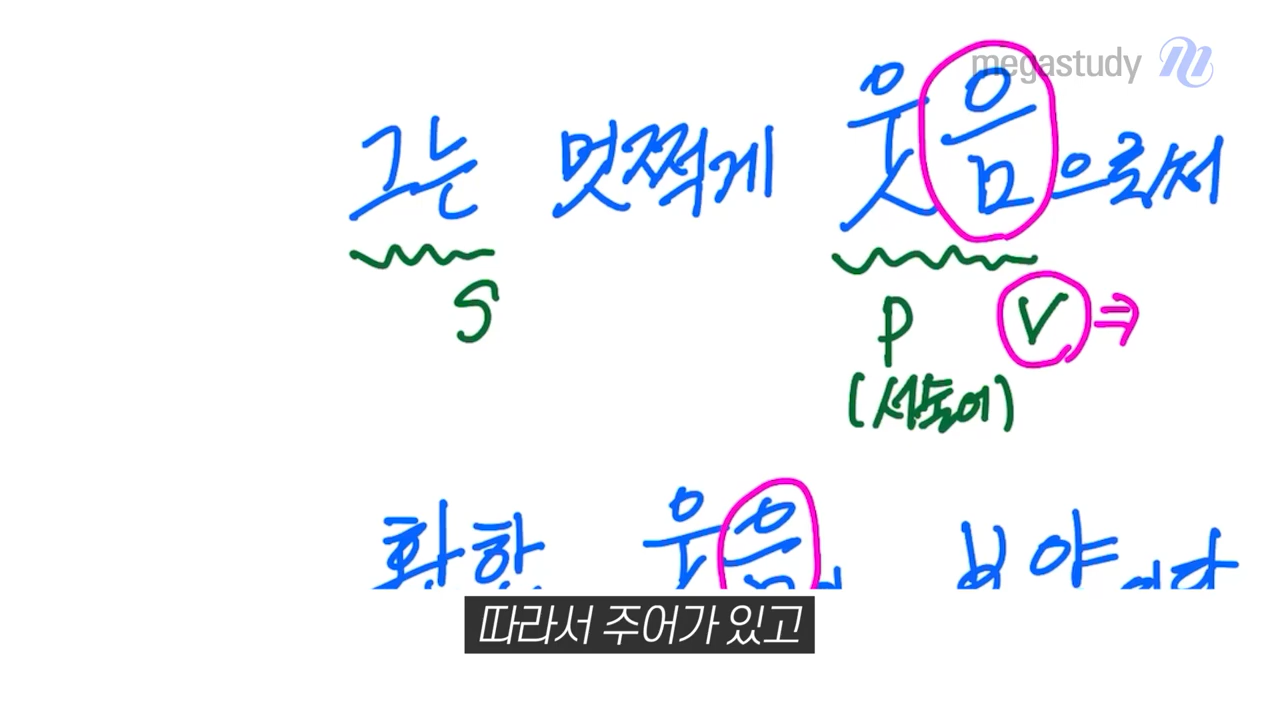 megastudy
그는 멋쩍게 웃음으로써
S P V ⇒
(서술어)
환한 웃음
따라서 주어가 있고